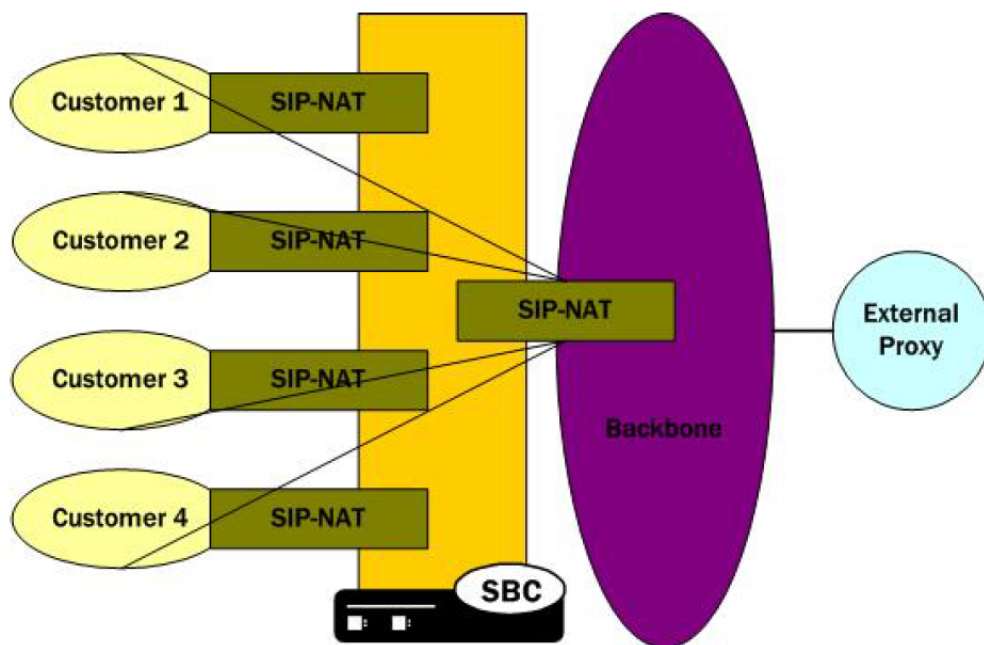 Customer 1
SIP-NAT
Customer 2
SIP-NAT
SIP-NAT
External
Proxy
Customer 3
SIP-NAT
Backbone
Customer 4
SIP-NAT
SBC